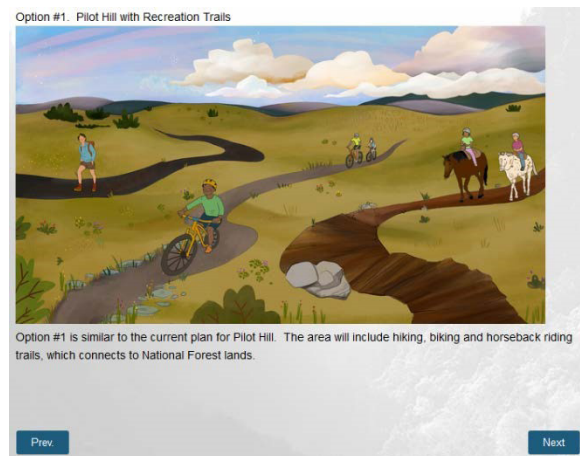 Option #1.  Pilot Hill with Recreation Trails
Option #1 is similar to the current plan for Pilot Hill.  The area will include hiking, biking and horseback riding
trails, which connects to National Forest lands.
Prev.
Next